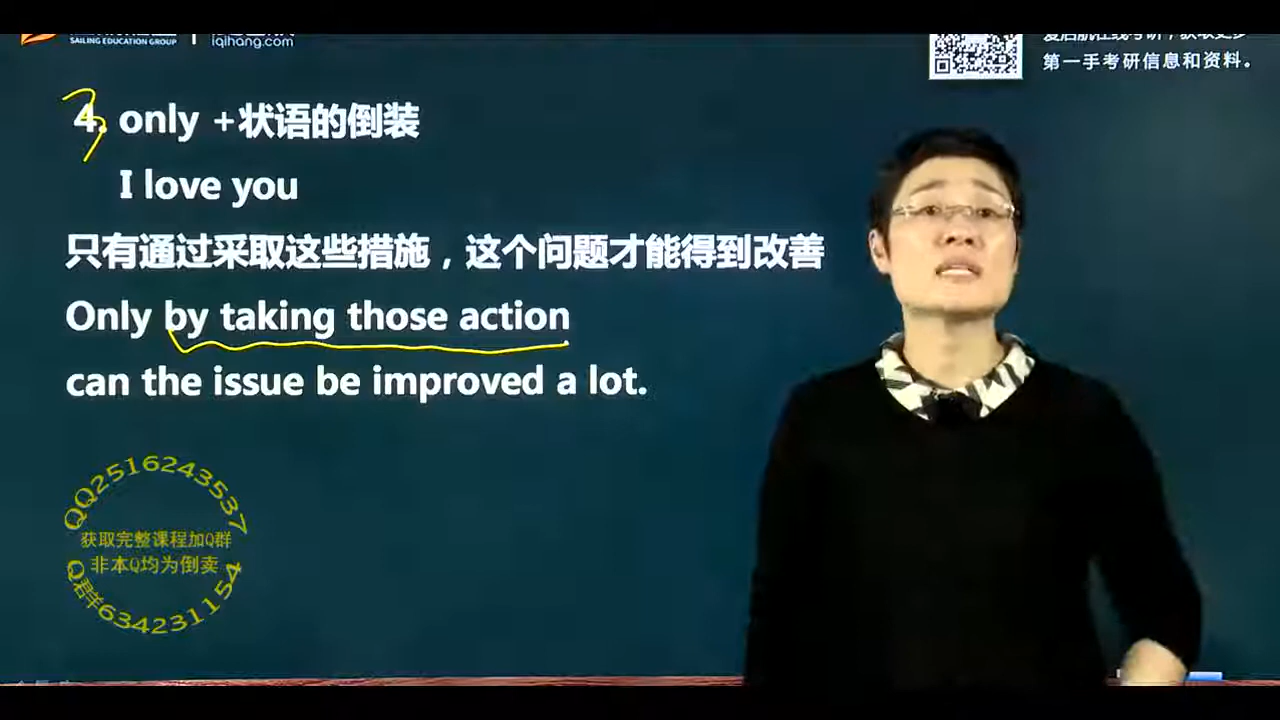 SAILING EDUCATION GROUP
iqihang.com
第一手考研信息和资料。
4. only +状语的倒装
I love you
只有通过采取这些措施，这个问题才能得到改善
Only by taking those action
can the issue be improved a lot.
QQ2516243537
获取完整课程加Q群
非本Q均为倒卖
Q群634231154